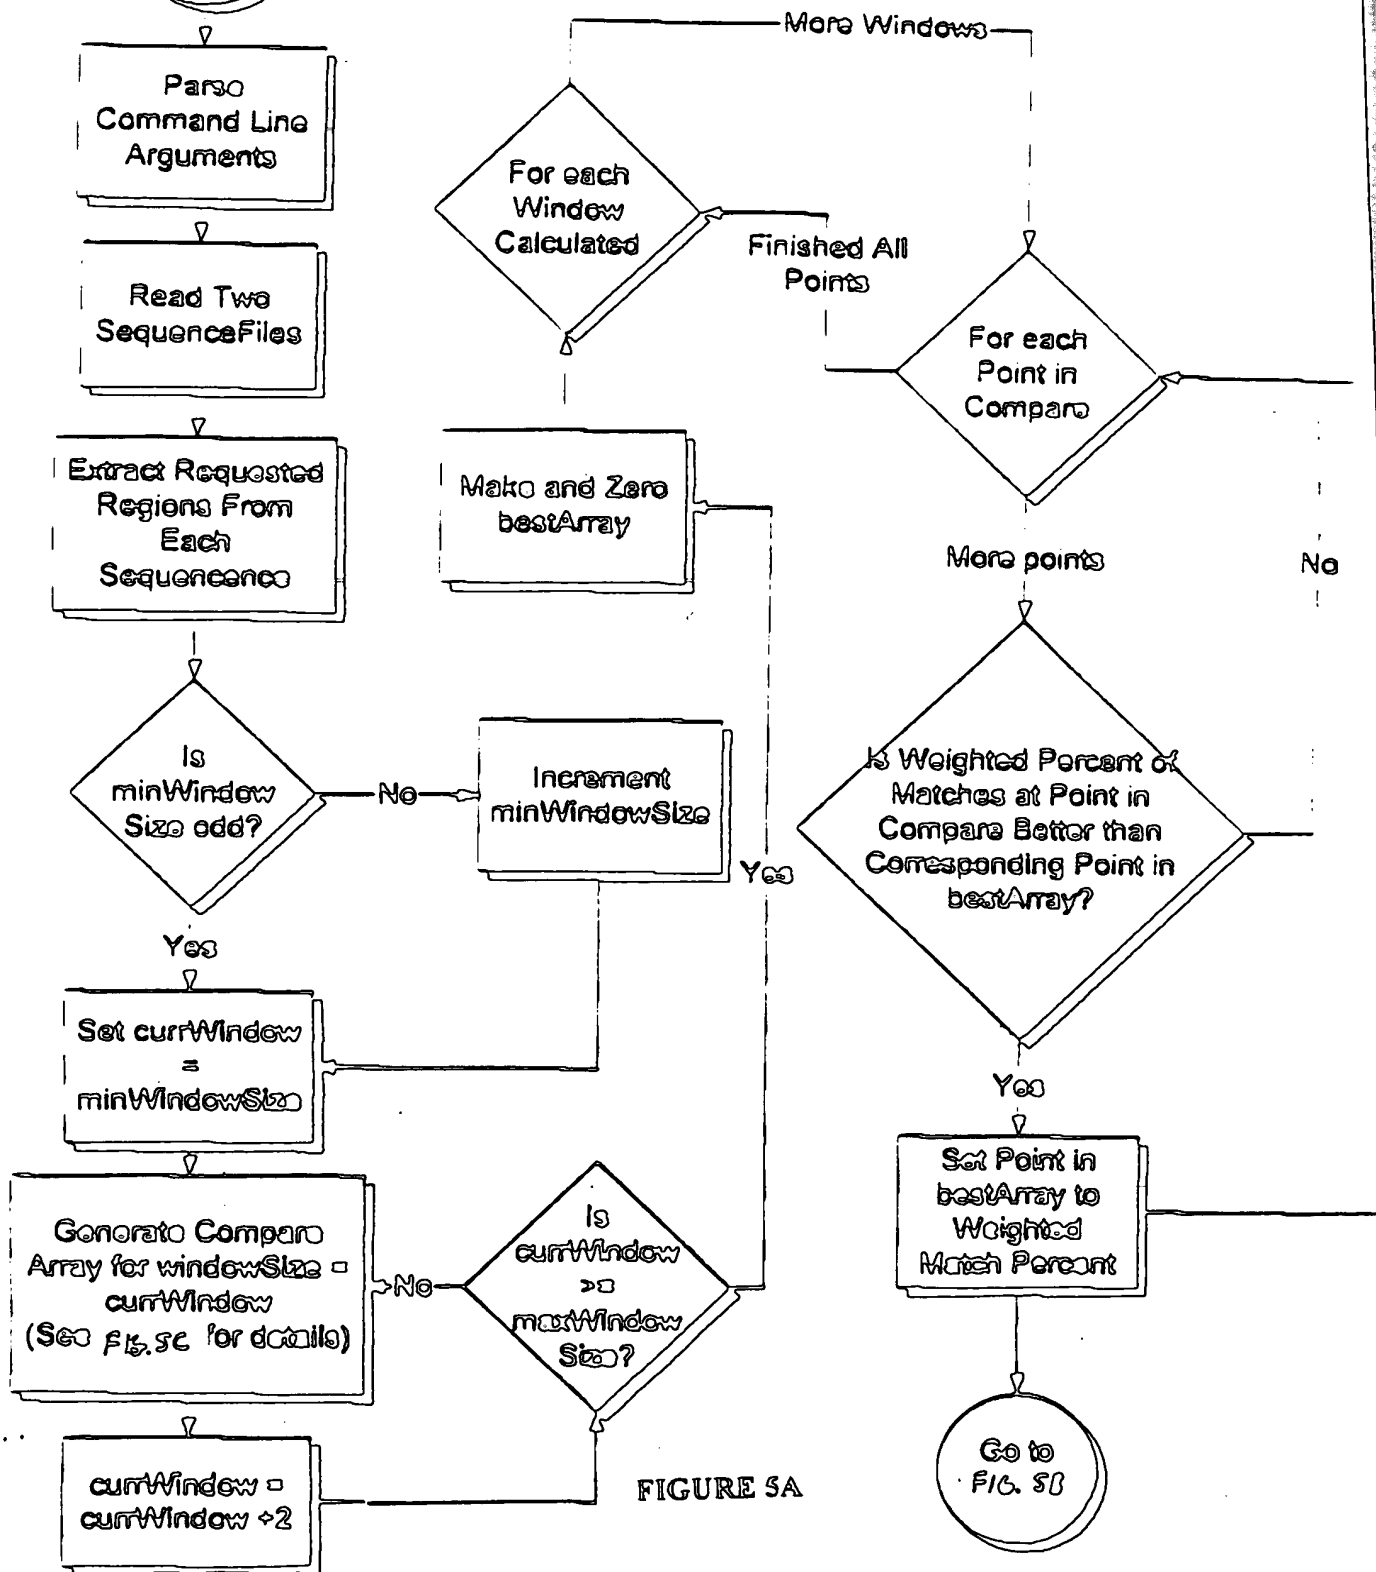 Parse
Command Line
Arguments
Read Two
SequenceFiles
Extract Requested
Regions From
Each
Sequencence
Is
minWindow
Size odd?
No
Increment
minWindowSize
Yes
Set currWindow
=
minWindowSize
Generate Compare
Array for windowSize =
currWindow
(See FIG. 5C for details)
currWindow =
currWindow +2
Is
currWindow
>=
maxWindow
Size?
No
Yes
Make and Zero
bestArray
For each
Window
Calculated
More Windows
Finished All
Points
For each
Point in
Compare
More points
No
Is Weighted Percent of
Matches at Point in
Compare Better than
Corresponding Point in
bestArray?
Yes
Set Point in
bestArray to
Weighted
Match Percent
Go to
FIG. 5B
FIGURE 5A